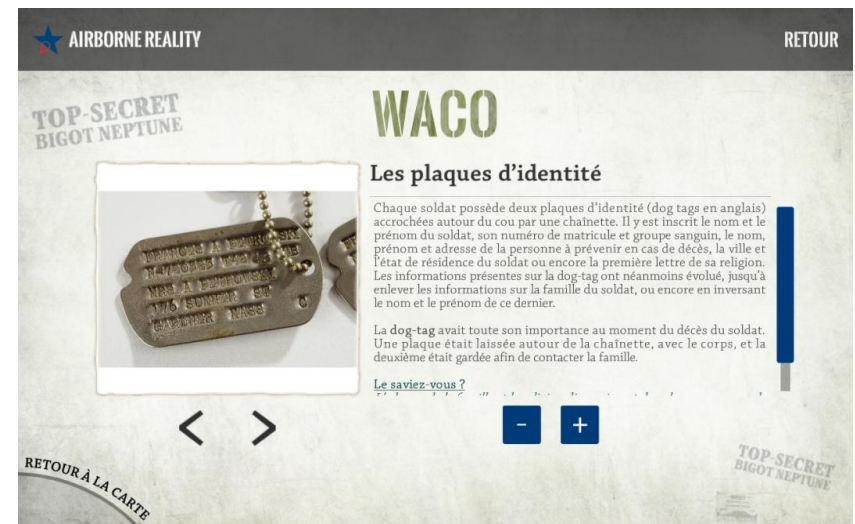 AIRBORNE REALITY
RETOUR
TOP-SECRET
BIGOT NEPTUNE
WACO
Les plaques d'identité
Chaque soldat possède deux plaques d'identité (dog tags en anglais)
accrochées autour du cou par une chaînette. Il y est inscrit le nom et le
prénom du soldat, son numéro de matricule et groupe sanguin, le nom,
prénom et adresse de la personne à prévenir en cas de décès, la ville et
l'état de résidence du soldat ou encore la première lettre de sa religion.
Les informations présentes sur la dog-tag ont néanmoins évolué, jusqu'à
enlever les informations sur la famille du soldat, ou encore en inversant
le nom et le prénom de ce dernier.
La dog-tag avait toute son importance au moment du décès du soldat.
Une plaque était laissée autour de la chaînette, avec le corps, et la
deuxième était gardée afin de contacter la famille.
Le saviez-vous ?
FRANCIS A
MRS A
176 ST
GARDNER MASS
C
< >
- +
RETOUR À LA CARTE
TOP-SECRET
BIGOT NEPTUNE